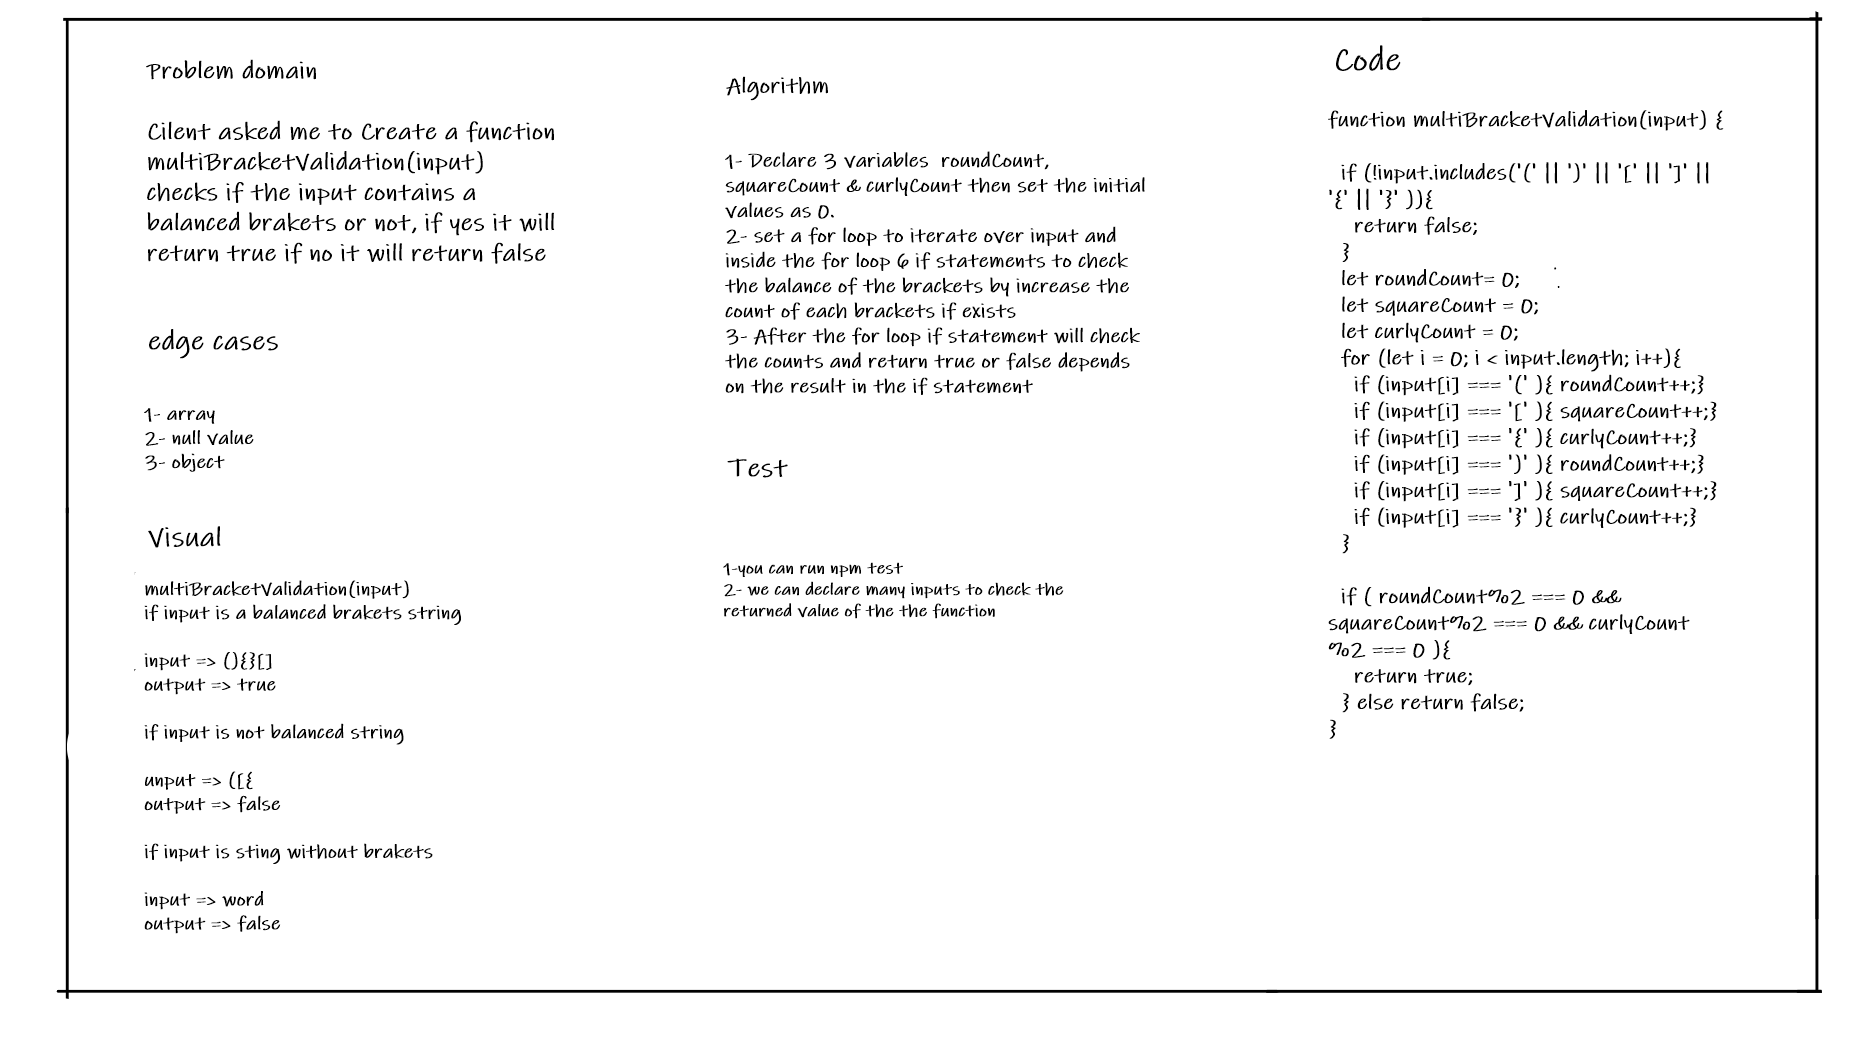 Problem domain
Cilent asked me to Create a function
multiBracketValidation(input)
checks if the input contains a
balanced brakets or not, if yes it will
return true if no it will return false
edge cases
1- array
2- null value
3- object
Visual
multiBracketValidation(input)
if input is a balanced brakets string
input => (){}[]
output => true
if input is not balanced string
unput => ([{
output => false
if input is sting without brakets
input => word
output => false
Algorithm
1- Declare 3 variables  roundCount,
squareCount & curlyCount then set the initial
values as 0.
2- set a for loop to iterate over input and
inside the for loop 6 if statements to check
the balance of the brackets by increase the
count of each brackets if exists
3- After the for loop if statement will check
the counts and return true or false depends
on the result in the if statement
Test
1-you can run npm test
2- we can declare many inputs to check the
returned value of the the function
Code
function multiBracketValidation(input) {
if (!input.includes('(' || ')' || '[' || ']' ||
'{' || '}' )){
return false;
}
let roundCount= 0;
let squareCount = 0;
let curlyCount = 0;
for (let i = 0; i < input.length; i++){
if (input[i] === '(' ){ roundCount++;}
if (input[i] === '[' ){ squareCount++;}
if (input[i] === '{' ){ curlyCount++;}
if (input[i] === ')' ){ roundCount++;}
if (input[i] === ']' ){ squareCount++;}
if (input[i] === '}' ){ curlyCount++;}
}
if ( roundCount%2 === 0 &&
squareCount%2 === 0 && curlyCount
%2 === 0 ){
return true;
} else return false;
}